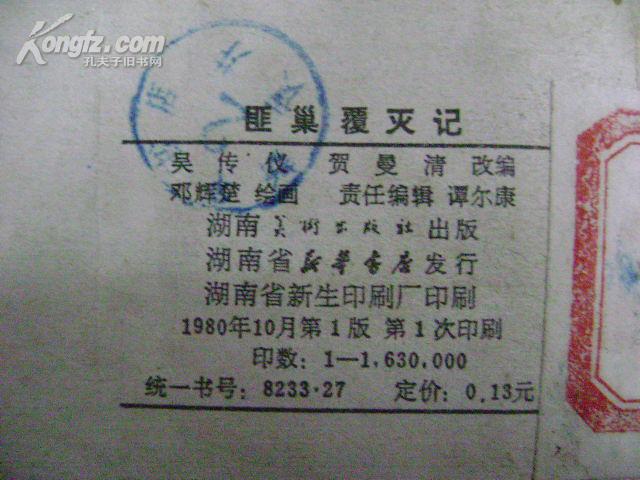 Kongfz.com
孔夫子旧书网
匪巢覆灭记
吴传仪 贺曼清 改编
邓辉楚 绘画 责任编辑 谭尔康
湖南美術出版社出版
湖南省新华书店发行
湖南省新生印刷厂印刷
1980年10月第1版 第1次印刷
印数：1—1,630,000
统一书号：8233·27 定价：0.13元